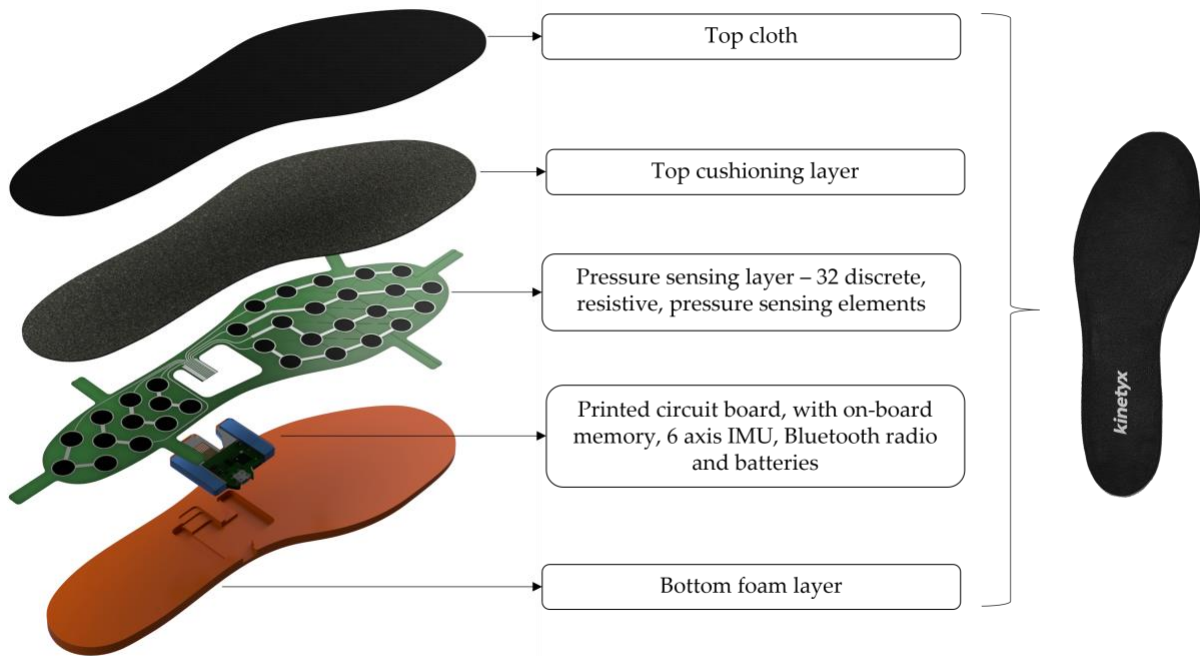 Top cloth
Top cushioning layer
Pressure sensing layer – 32 discrete,
resistive, pressure sensing elements
Printed circuit board, with on-board
memory, 6 axis IMU, Bluetooth radio
and batteries
Bottom foam layer
kinetyx